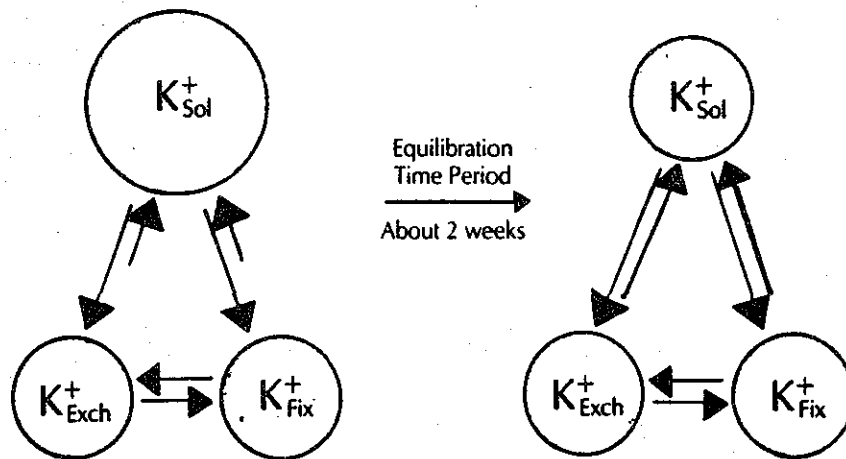 K+Sol
K+Sol
Equilibration
Time Period
About 2 weeks
K+Exch
K+Fix
K+Exch
K+Fix